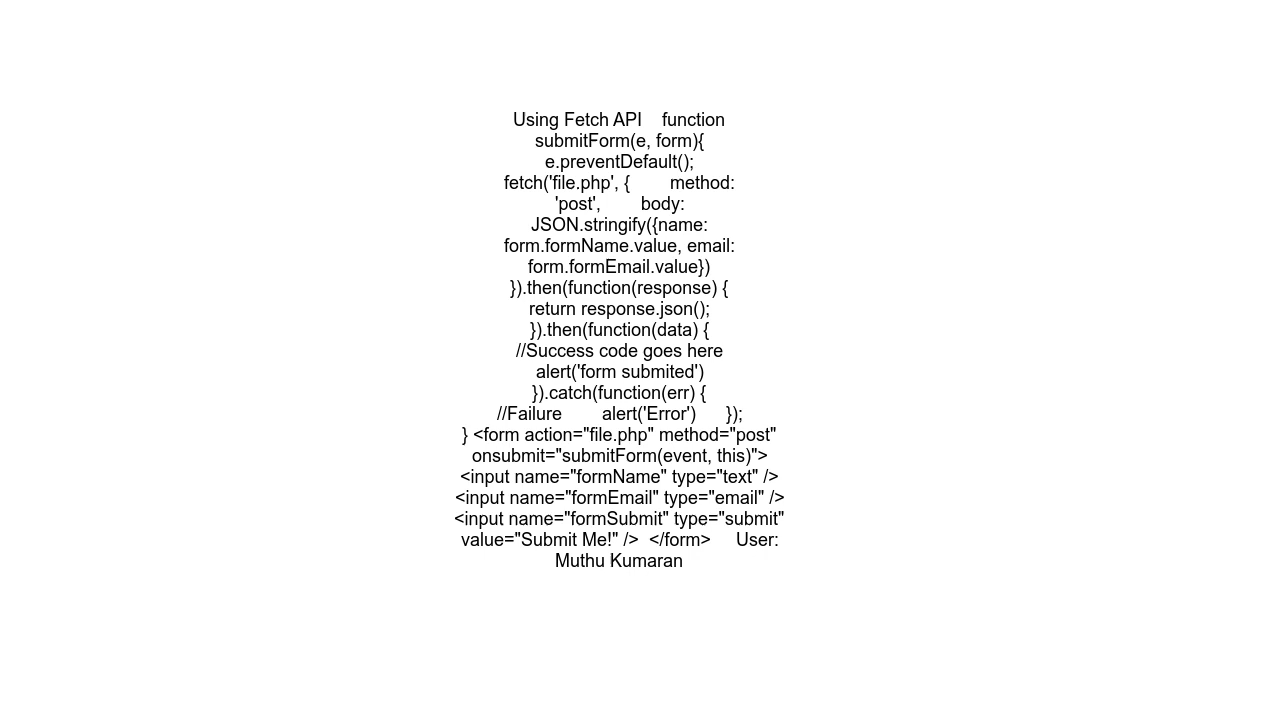 Using Fetch API    function
submitForm(e, form){
e.preventDefault();
fetch('file.php', {        method:
'post',        body:
JSON.stringify({name:
form.formName.value, email:
form.formEmail.value})
}).then(function(response) {
return response.json();
}).then(function(data) {
//Success code goes here
alert('form submited')
}).catch(function(err) {
//Failure        alert('Error')      });
} <form action="file.php" method="post"
onsubmit="submitForm(event, this)">
<input name="formName" type="text" />
<input name="formEmail" type="email" />
<input name="formSubmit" type="submit"
value="Submit Me!" />  </form>     User:
Muthu Kumaran